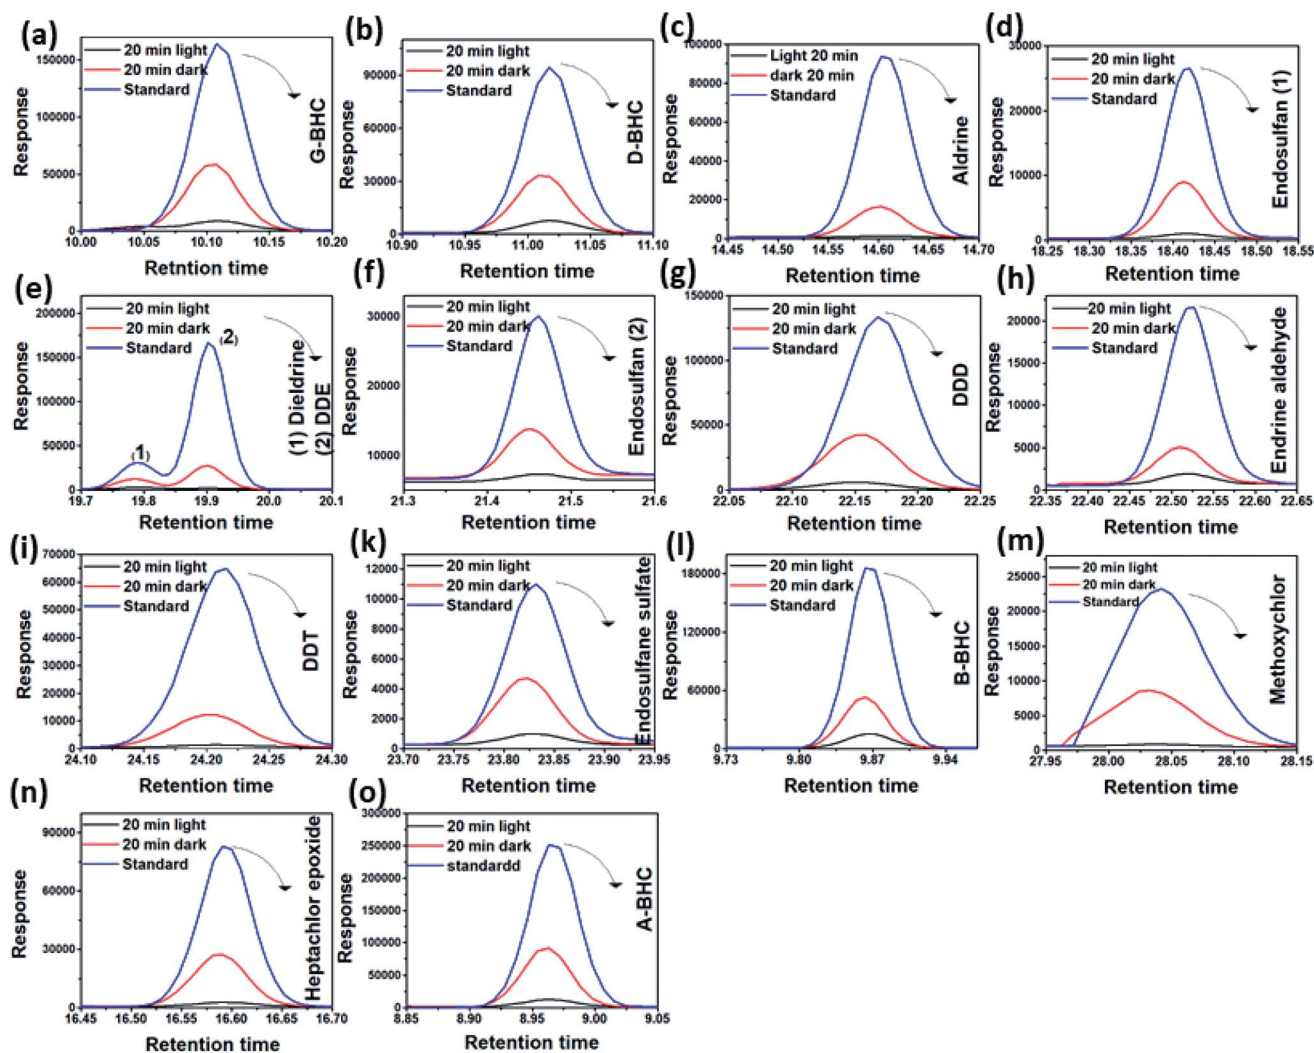 (a)
20 min light
20 min dark
Standard
150000
100000
50000
0
10.00
10.05
10.10
10.15
10.20
Response
Retntion time
G-BHC
(b)
20 min light
20 min dark
Standard
90000
60000
30000
0
10.90
10.95
11.00
11.05
11.10
Response
Retention time
D-BHC
(c)
Light 20 min
dark 20 min
Standard
100000
80000
60000
40000
20000
0
14.45
14.50
14.55
14.60
14.65
14.70
Response
Retention time
Aldrine
(d)
20 min light
20 min dark
Standard
30000
20000
10000
0
18.25
18.30
18.35
18.40
18.45
18.50
18.55
Response
Retention time
Endosulfan (1)
(e)
20 min light
20 min dark
Standard
(1)
(2)
200000
150000
100000
50000
0
19.7
19.8
19.9
20.0
20.1
Response
Retention time
(1) Dieldrine
(2) DDE
(f)
20 min light
20 min dark
Standard
30000
20000
10000
21.3
21.4
21.5
21.6
Response
Retention time
Endosulfan (2)
(g)
20 min light
20 min dark
Standard
150000
100000
50000
0
22.05
22.10
22.15
22.20
22.25
Response
Retention time
DDD
(h)
20 min light
20 min dark
Standard
20000
15000
10000
5000
0
22.35
22.40
22.45
22.50
22.55
22.60
22.65
Response
Retention time
Endrine aldehyde
(i)
20 min light
20 min dark
Standard
70000
60000
50000
40000
30000
20000
10000
0
24.10
24.15
24.20
24.25
24.30
Response
Retention time
DDT
(k)
20 min light
20 min dark
Standard
12000
10000
8000
6000
4000
2000
0
23.70
23.75
23.80
23.85
23.90
23.95
Response
Retention time
Endosulfane sulfate
(l)
20 min light
20 min dark
Standard
180000
120000
60000
0
9.73
9.80
9.87
9.94
Response
Retention time
B-BHC
(m)
20 min light
20 min dark
Standard
25000
20000
15000
10000
5000
0
27.95
28.00
28.05
28.10
28.15
Response
Retention time
Methoxychlor
(n)
20 min light
20 min dark
Standard
90000
60000
30000
0
16.45
16.50
16.55
16.60
16.65
16.70
Response
Retention time
Heptachlor epoxide
(o)
20 min light
20 min dark
standardd
300000
250000
200000
150000
100000
50000
0
8.85
8.90
8.95
9.00
9.05
Response
Retention time
A-BHC